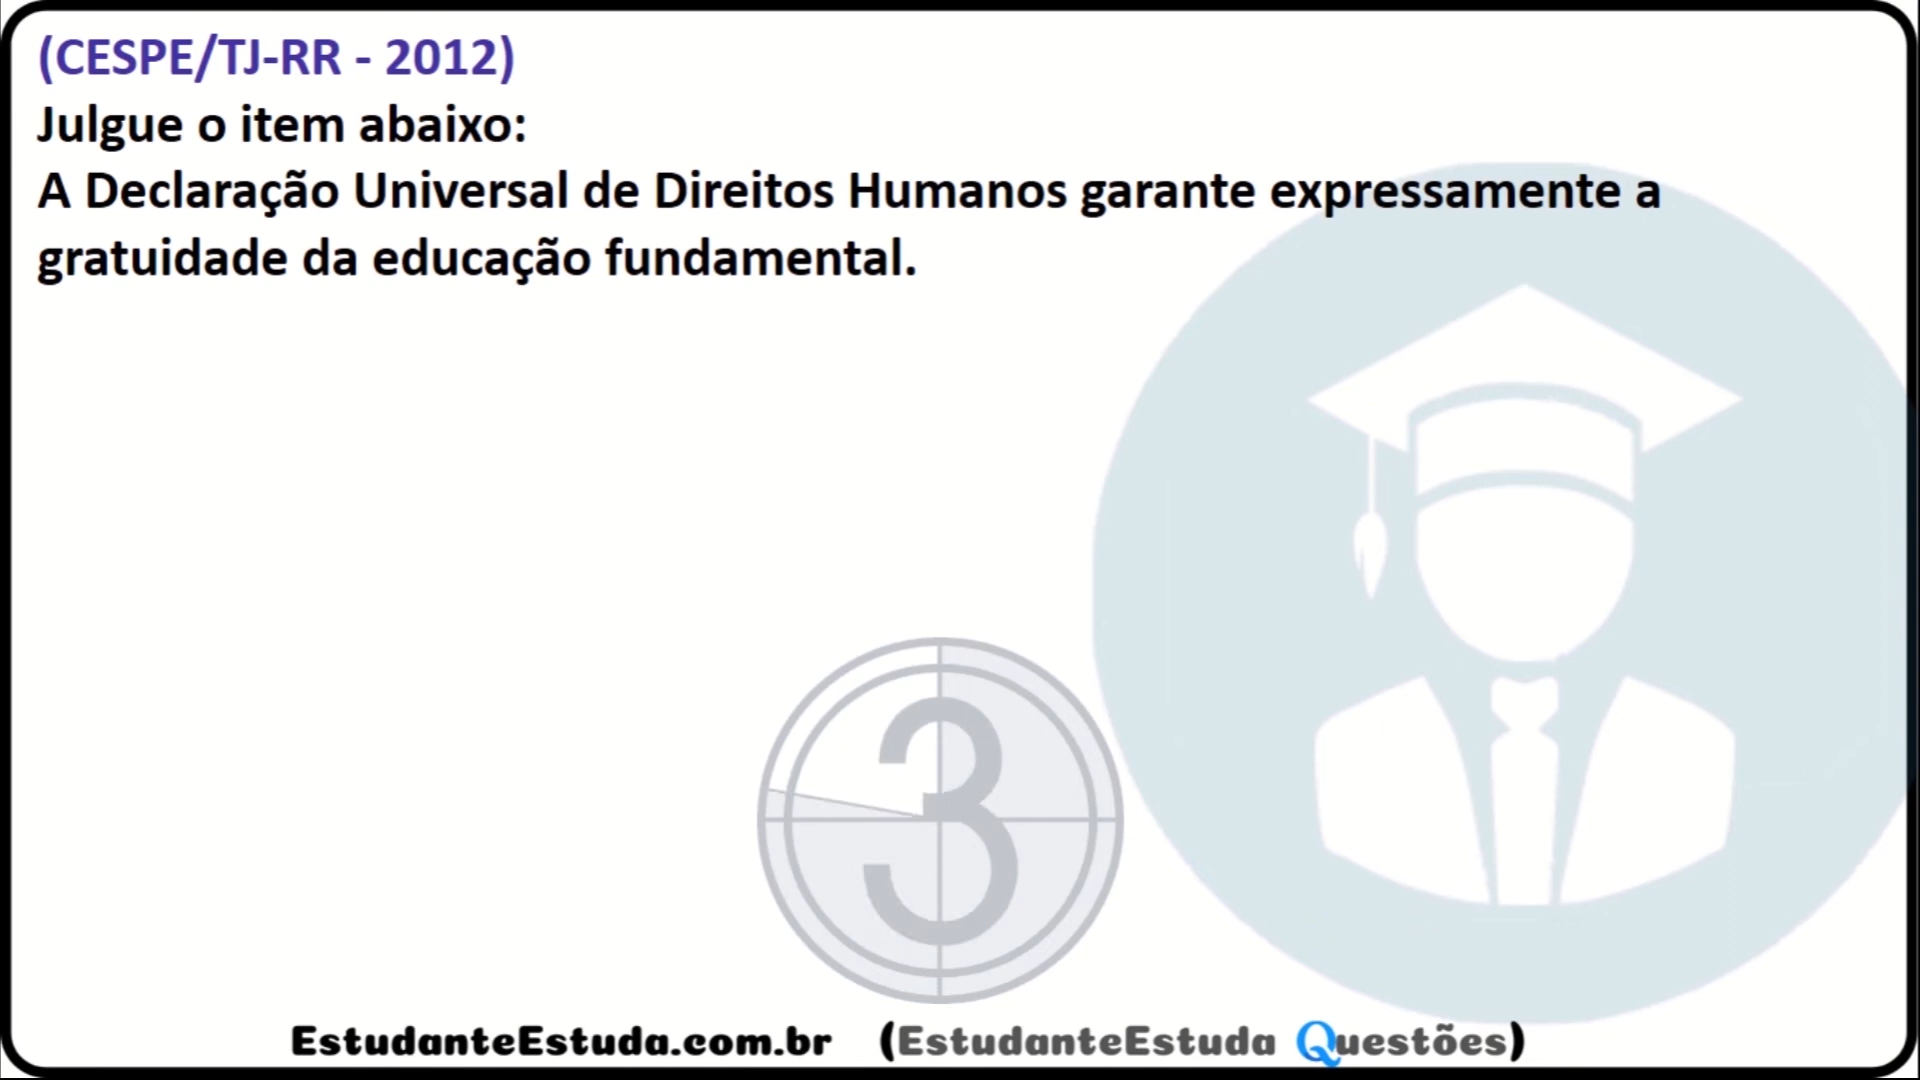 (CESPE/TJ-RR - 2012)
Julgue o item abaixo:
A Declaração Universal de Direitos Humanos garante expressamente a
gratuidade da educação fundamental.
3
EstudanteEstuda.com.br (EstudanteEstuda Questões)